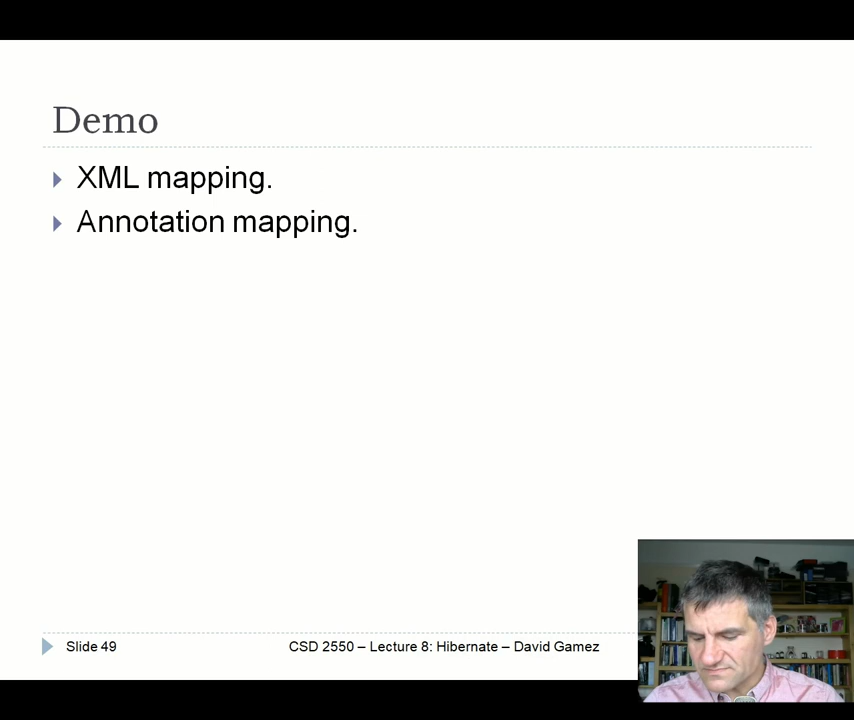 Demo
XML mapping.
Annotation mapping.
Slide 49
CSD 2550 – Lecture 8: Hibernate – David Gamez